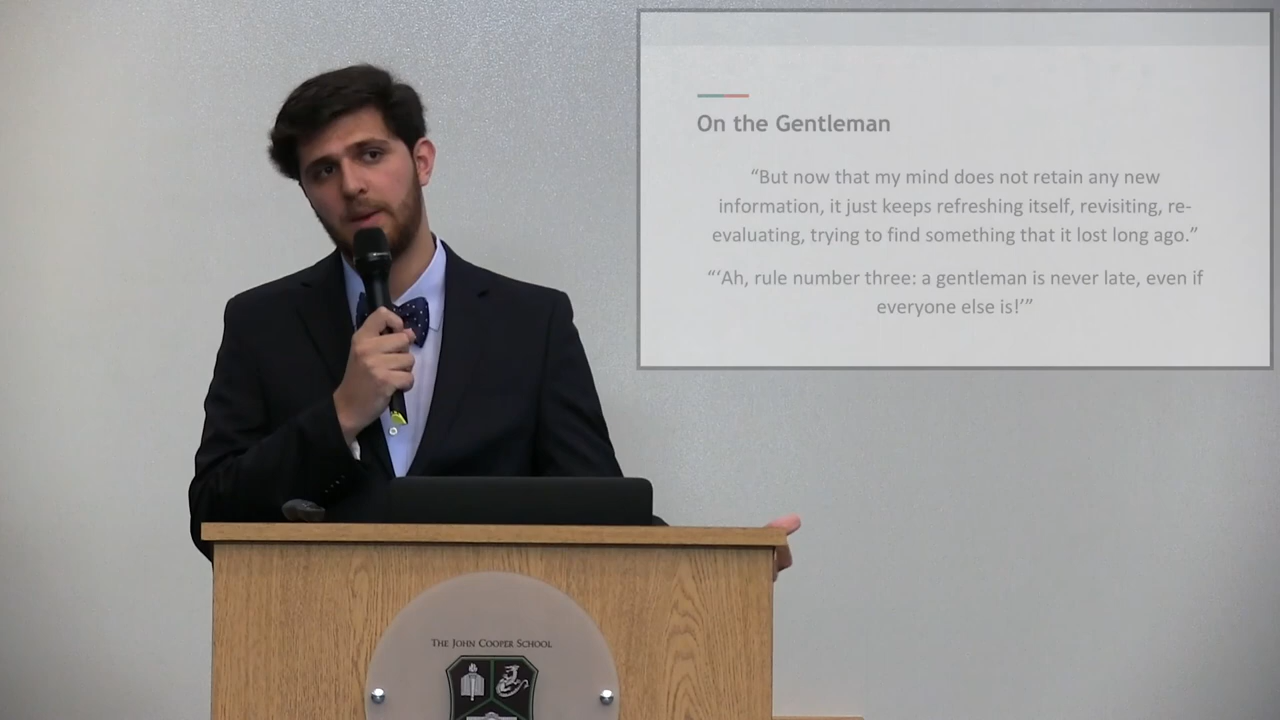 On the Gentleman
“But now that my mind does not retain any new
information, it just keeps refreshing itself, revisiting, re-
evaluating, trying to find something that it lost long ago.”
“‘Ah, rule number three: a gentleman is never late, even if
everyone else is!’”
THE JOHN COOPER SCHOOL